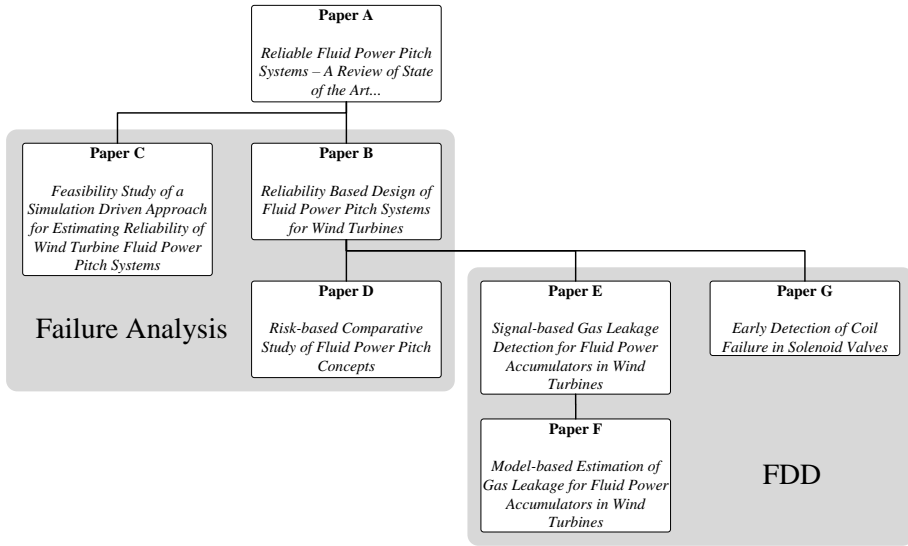 Paper A
Reliable Fluid Power Pitch
Systems – A Review of State
of the Art...
Paper C
Feasibility Study of a
Simulation Driven Approach
for Estimating Reliability of
Wind Turbine Fluid Power
Pitch Systems
Paper B
Reliability Based Design of
Fluid Power Pitch Systems
for Wind Turbines
Failure Analysis
Paper D
Risk-based Comparative
Study of Fluid Power Pitch
Concepts
Paper E
Signal-based Gas Leakage
Detection for Fluid Power
Accumulators in Wind
Turbines
Paper G
Early Detection of Coil
Failure in Solenoid Valves
Paper F
Model-based Estimation of
Gas Leakage for Fluid Power
Accumulators in Wind
Turbines
FDD